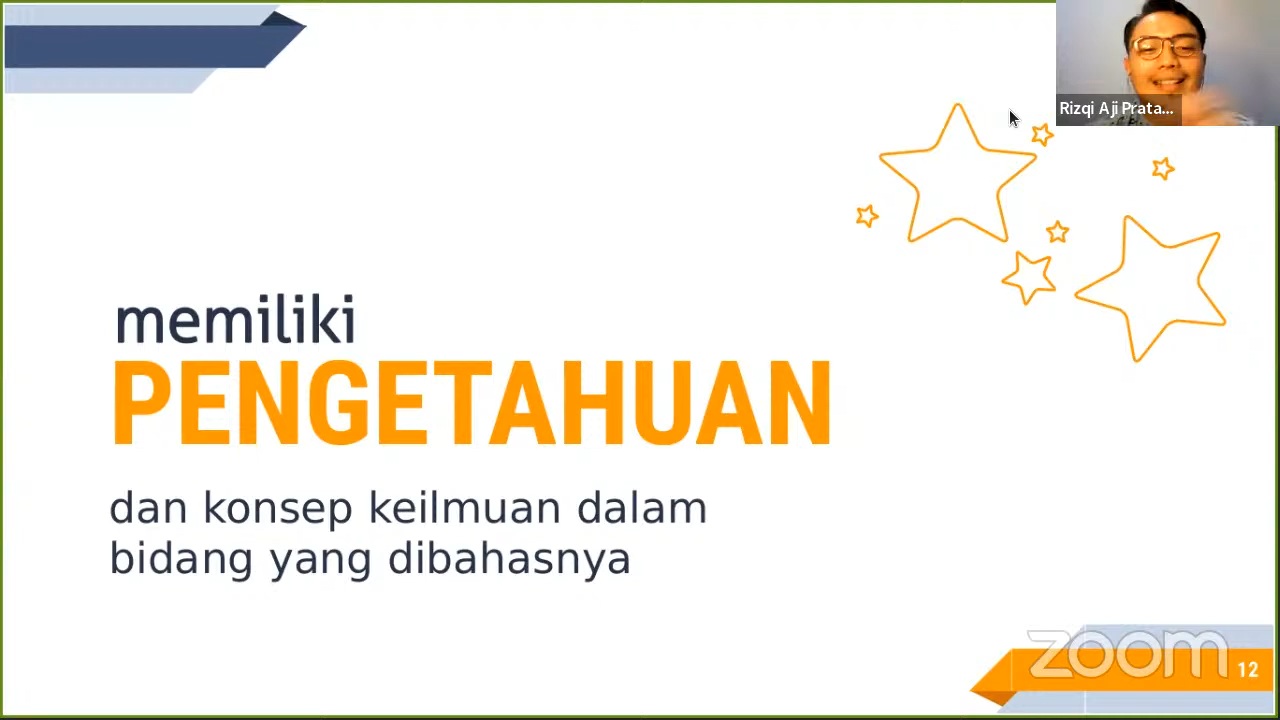 Rizqi Aji Prata...
memiliki
PENGETAHUAN
dan konsep keilmuan dalam
bidang yang dibahasnya
zoom
12